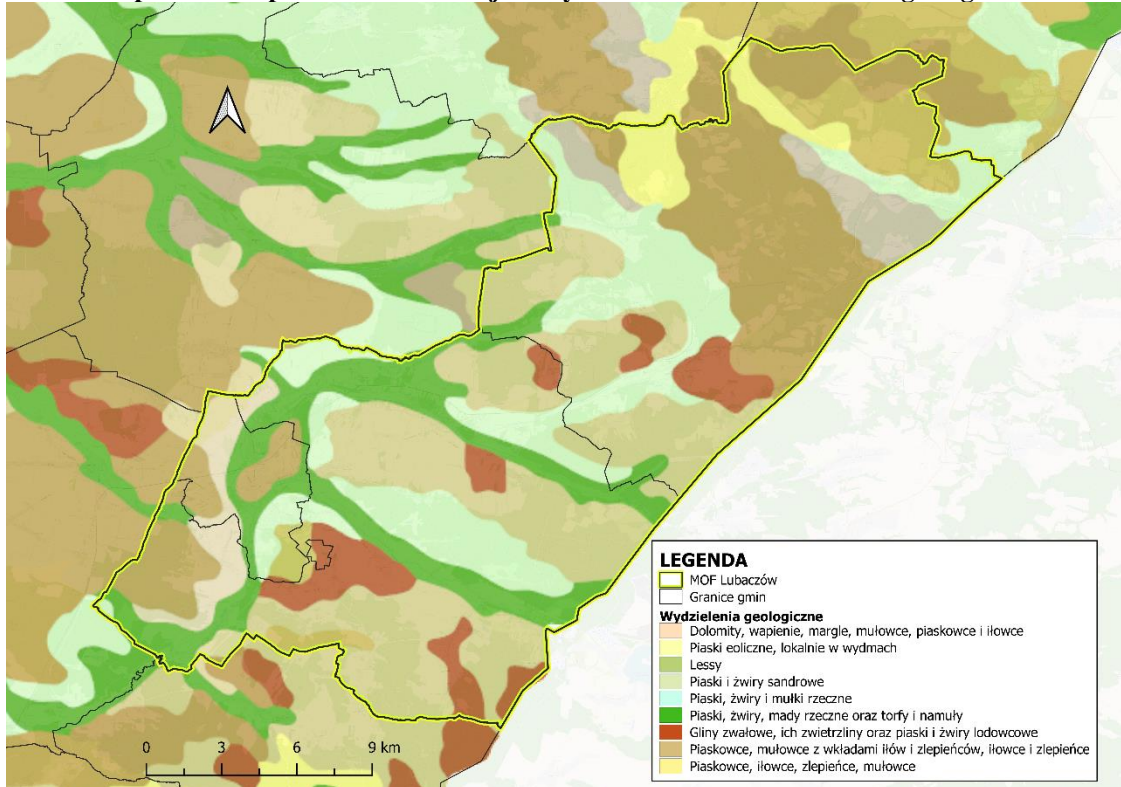 LEGENDA
MOF Lubaczów
Granice gmin
Wydzielenia geologiczne
Dolomity, wapienie, margle, mułowce, piaskowce i iłowce
Piaski eoliczne, lokalnie w wydmach
Lessy
Piaski i żwiry sandrowe
Piaski, żwiry i mułki rzeczne
Piaski, żwiry, mady rzeczne oraz torfy i namuły
Gliny zwałowe, ich zwietrzliny oraz piaski i żwiry lodowcowe
Piaskowce, mułowce z wkładami iłów i zlepieńców, iłowce i zlepieńce
Piaskowce, iłowce, zlepieńce, mułowce
0 3 6 9 km